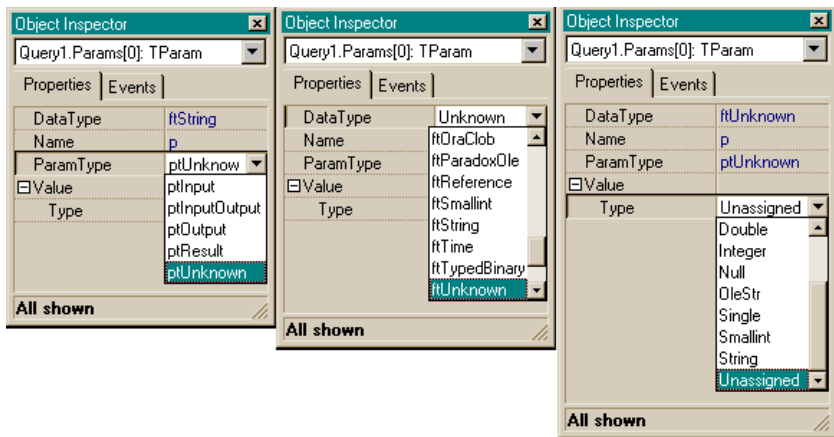 Object Inspector
Query1.Params[0]: TParam
Properties Events
DataType ftString
Name p
ParamType ptUnknow
Value
Type
ptInput
ptInputOutput
ptOutput
ptResult
ptUnknown
All shown
Object Inspector
Query1.Params[0]: TParam
Properties Events
DataType Unknown
Name
ParamType
Value
Type
ftOraClob
ftParadoxOle
ftReference
ftSmallint
ftString
ftTime
ftTypedBinary
ftUnknown
All shown
Object Inspector
Query1.Params[0]: TParam
Properties Events
DataType ftUnknown
Name p
ParamType ptUnknown
Value
Type Unassigned
Double
Integer
Null
OleStr
Single
Smallint
String
Unassigned
All shown